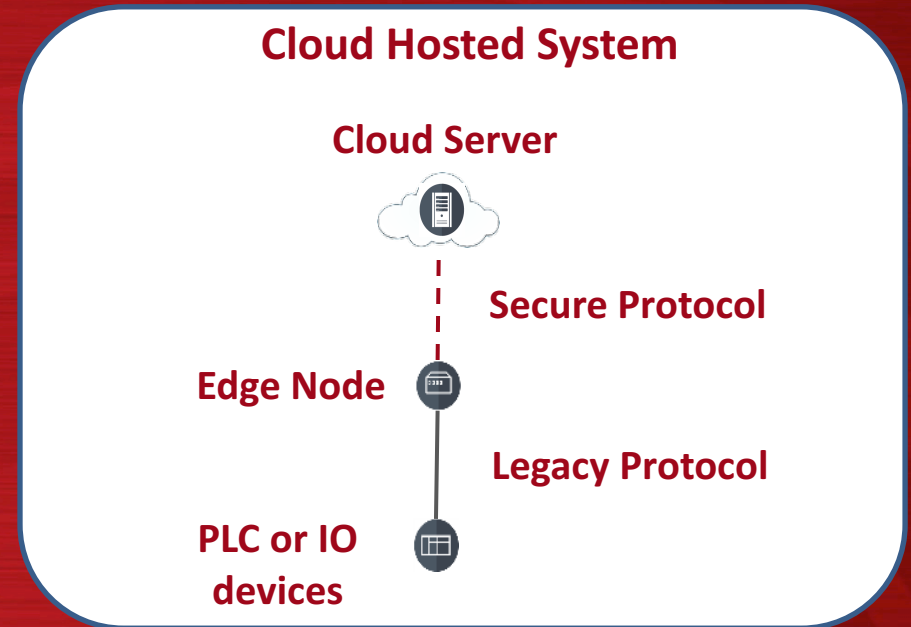 Cloud Hosted System
Cloud Server
Secure Protocol
Edge Node
Legacy Protocol
PLC or IO
devices